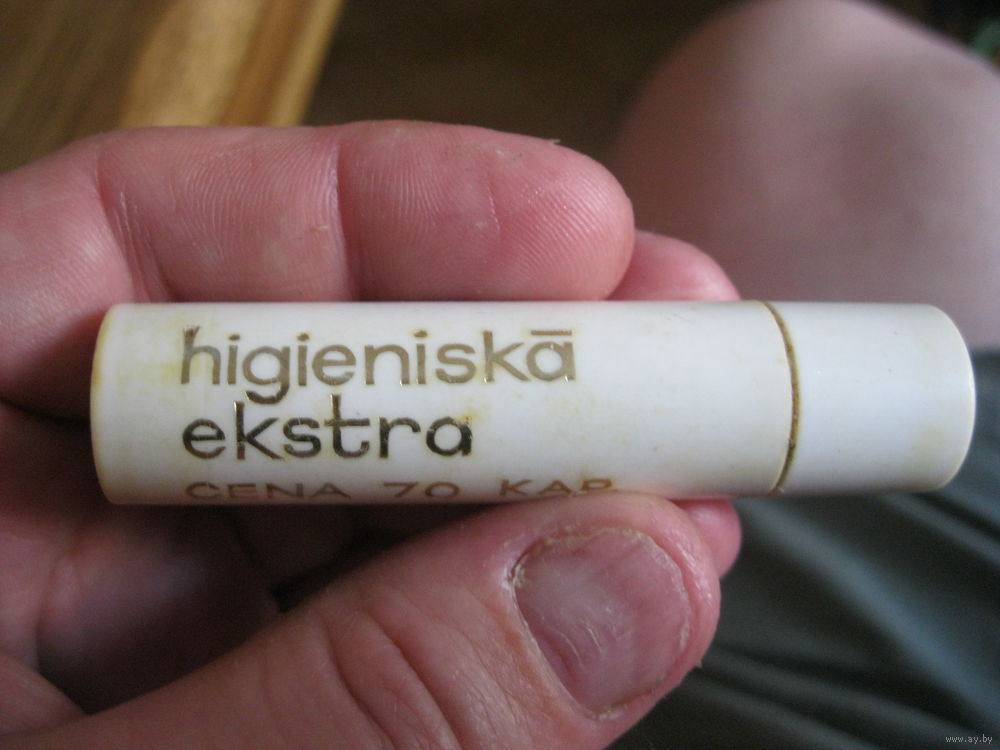 higieniskā
ekstra
CENA 70 KAP
www.ay.by